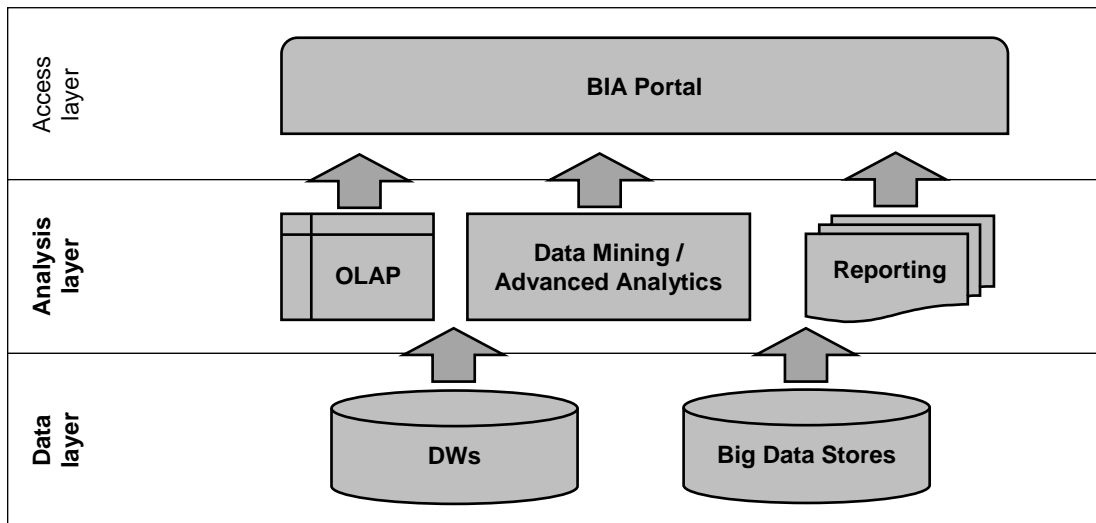 Access
layer
BIA Portal
Analysis
layer
OLAP
Data Mining /
Advanced Analytics
Reporting
Data
layer
DWs
Big Data Stores